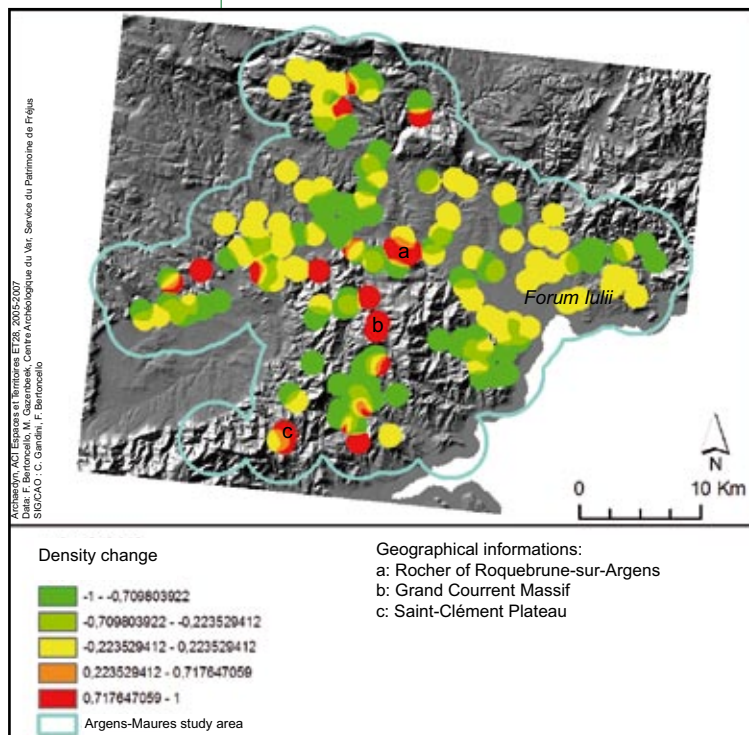 Archaedyn, ACI Espaces et Territoires ET28, 2005-2007
Data: F. Bertoncello, M. Gazenbeek, Centre Archéologique du Var, Service du Patrimoine de Fréjus
SIG/CAO : C. Gandini, F. Bertoncello
a
Forum Iulii
b
c
N
0 10 Km
Density change
-1 - -0,709803922
-0,709803922 - -0,223529412
-0,223529412 - 0,223529412
0,223529412 - 0,717647059
0,717647059 - 1
Argens-Maures study area
Geographical informations:
a: Rocher of Roquebrune-sur-Argens
b: Grand Courrent Massif
c: Saint-Clément Plateau